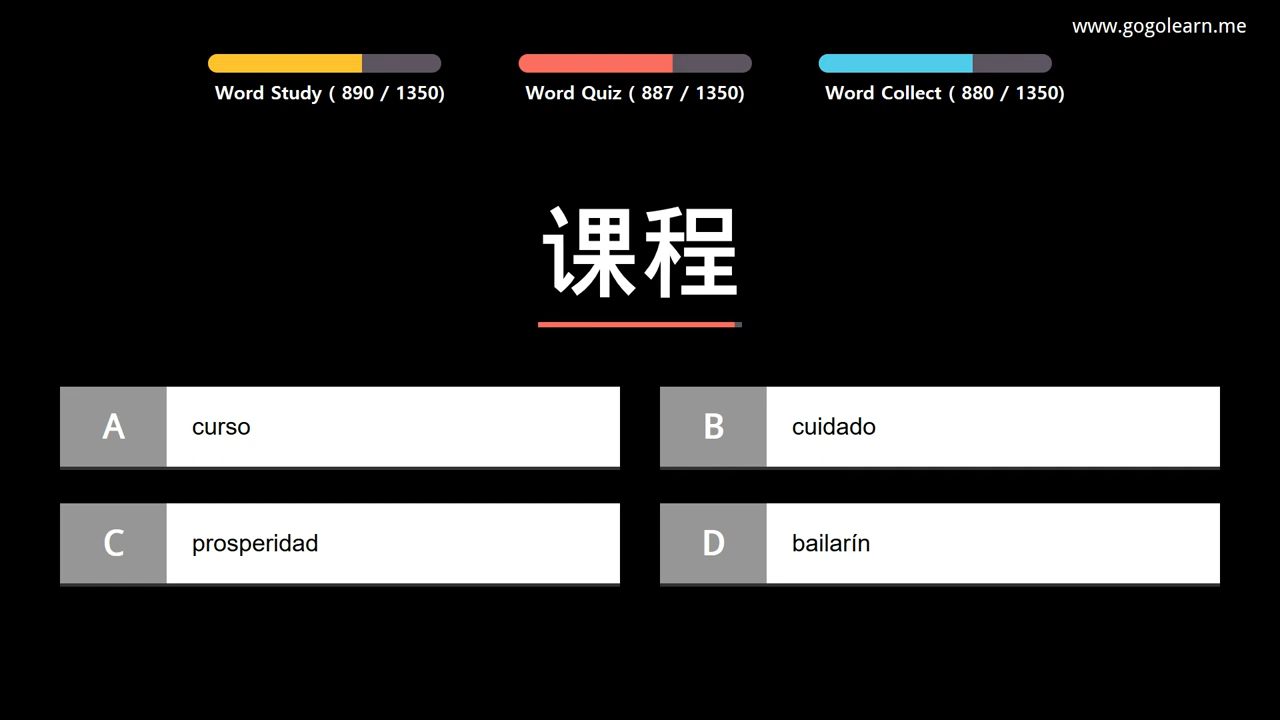 www.gogolearn.me
Word Study ( 890 / 1350)
Word Quiz ( 887 / 1350)
Word Collect ( 880 / 1350)
课程
A curso
B cuidado
C prosperidad
D bailarín